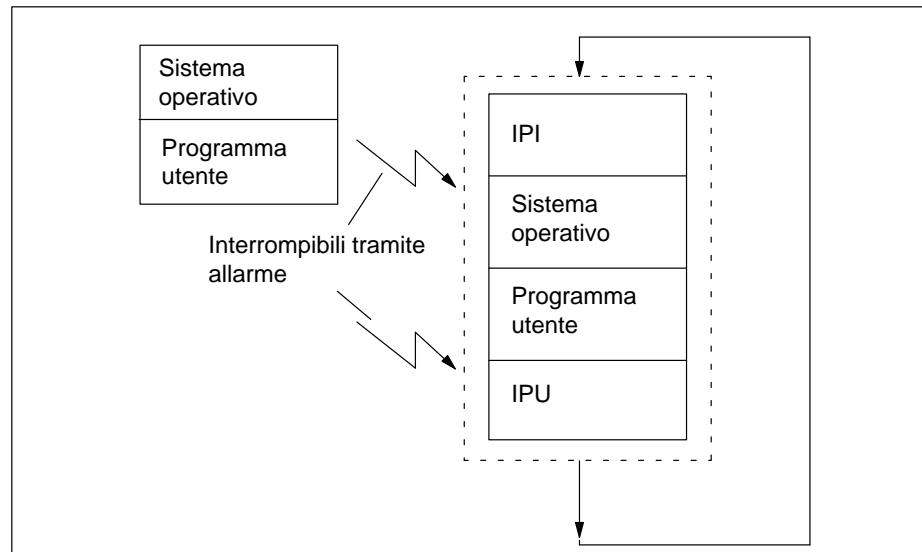 Sistema
operativo
Programma
utente
Interrompibili tramite
allarme
IPI
Sistema
operativo
Programma
utente
IPU